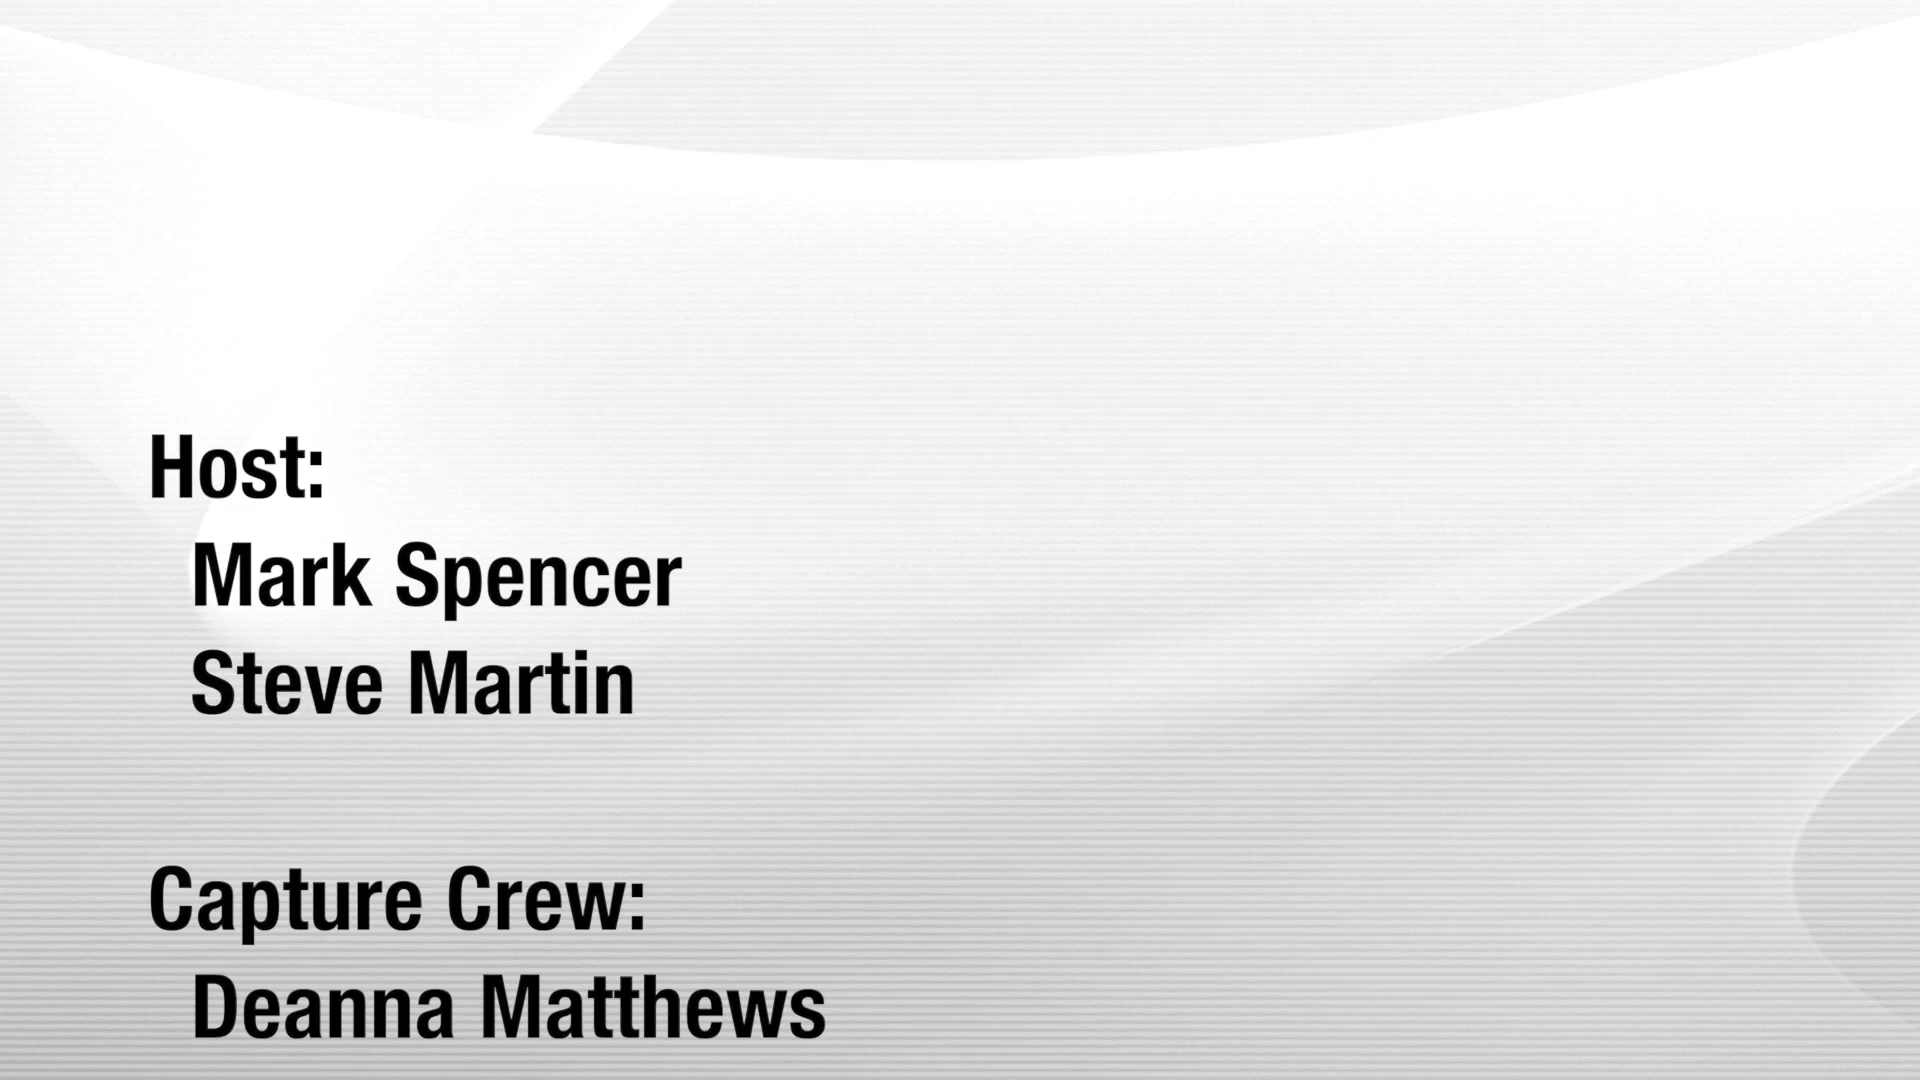 Host:
Mark Spencer
Steve Martin
Capture Crew:
Deanna Matthews